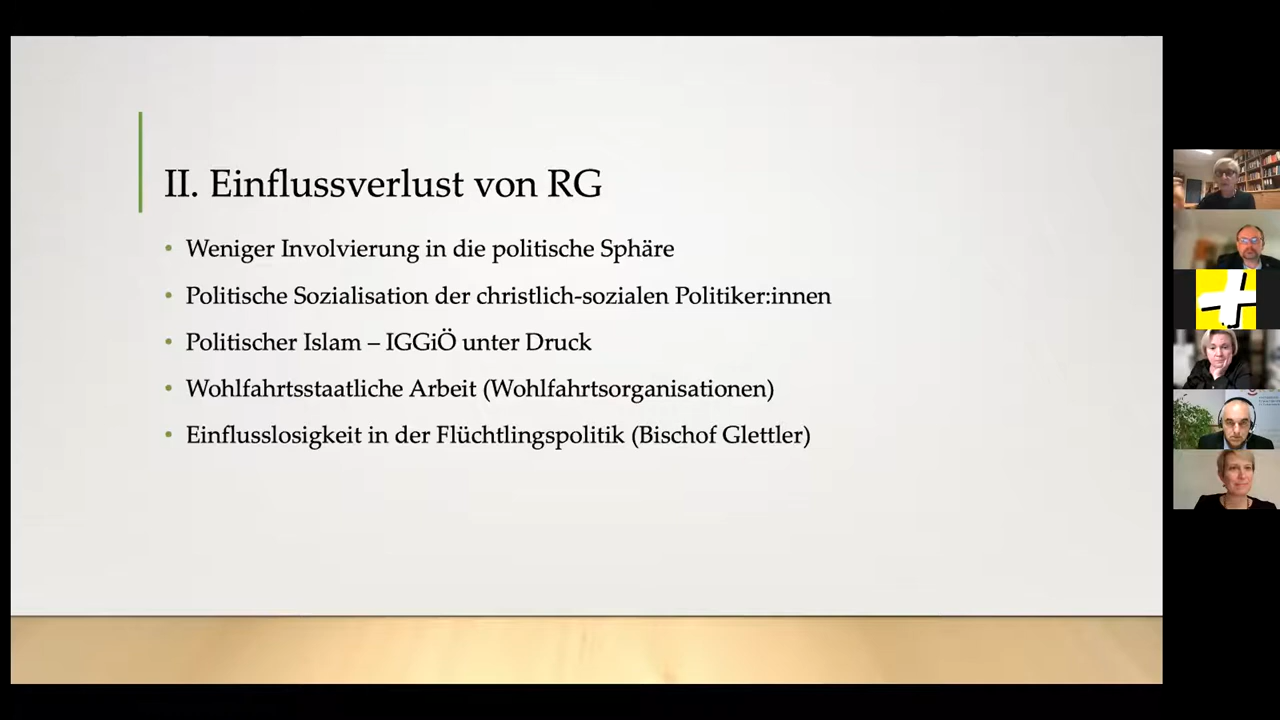 II. Einflussverlust von RG
• Weniger Involvierung in die politische Sphäre
• Politische Sozialisation der christlich-sozialen Politiker:innen
• Politischer Islam – IGGiÖ unter Druck
• Wohlfahrtsstaatliche Arbeit (Wohlfahrtsorganisationen)
• Einflusslosigkeit in der Flüchtlingspolitik (Bischof Glettler)